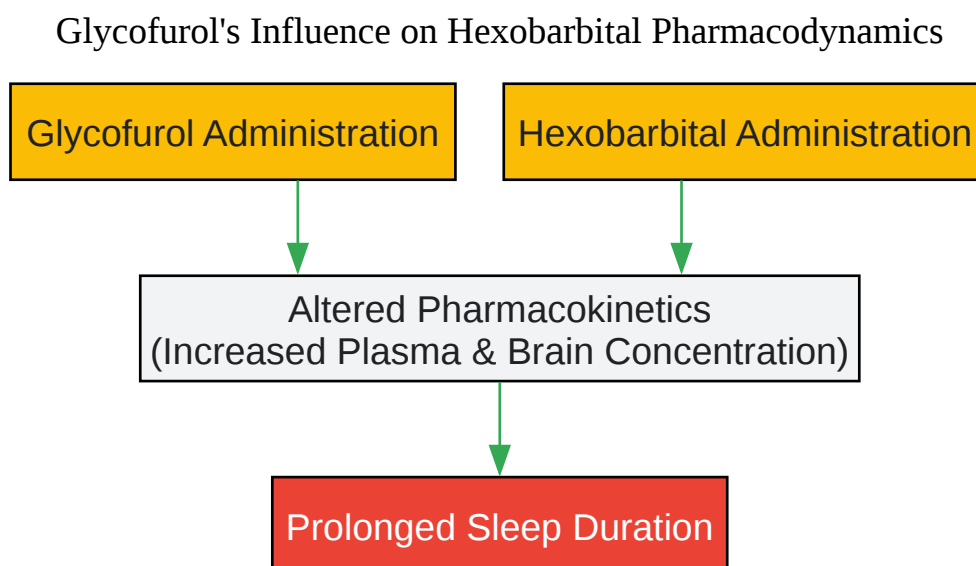 Glycofurol's Influence on Hexobarbital Pharmacodynamics
Glycofurol Administration
Hexobarbital Administration
Altered Pharmacokinetics
(Increased Plasma & Brain Concentration)
Prolonged Sleep Duration